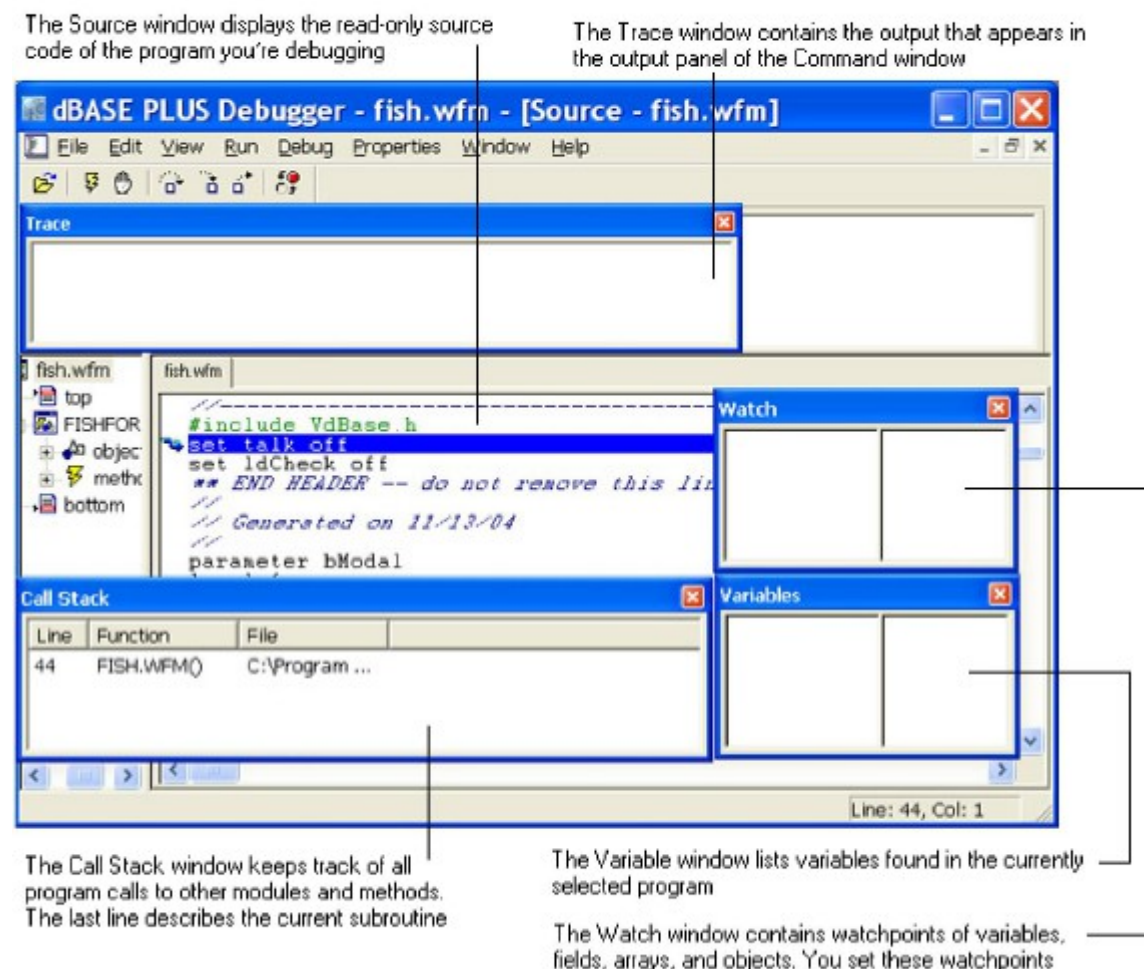 The Source window displays the read-only source
code of the program you're debugging
The Trace window contains the output that appears in
the output panel of the Command window
dBASE PLUS Debugger - fish.wfm - [Source - fish.wfm]
File Edit View Run Debug Properties Window Help
Trace
fish.wfm
top
FISHFOR
objec
methc
bottom
fish.wfm
//----------------------------------------------
#include VdBase.h
set talk off
set ldCheck off
** END HEADER -- do not remove this lin
//
// Generated on 11/13/04
//
parameter bModal
Watch
Call Stack
Line Function File
44 FISH.WFM() C:\Program ...
Variables
Line: 44, Col: 1
The Call Stack window keeps track of all
program calls to other modules and methods.
The last line describes the current subroutine
The Variable window lists variables found in the currently
selected program
The Watch window contains watchpoints of variables,
fields, arrays, and objects. You set these watchpoints